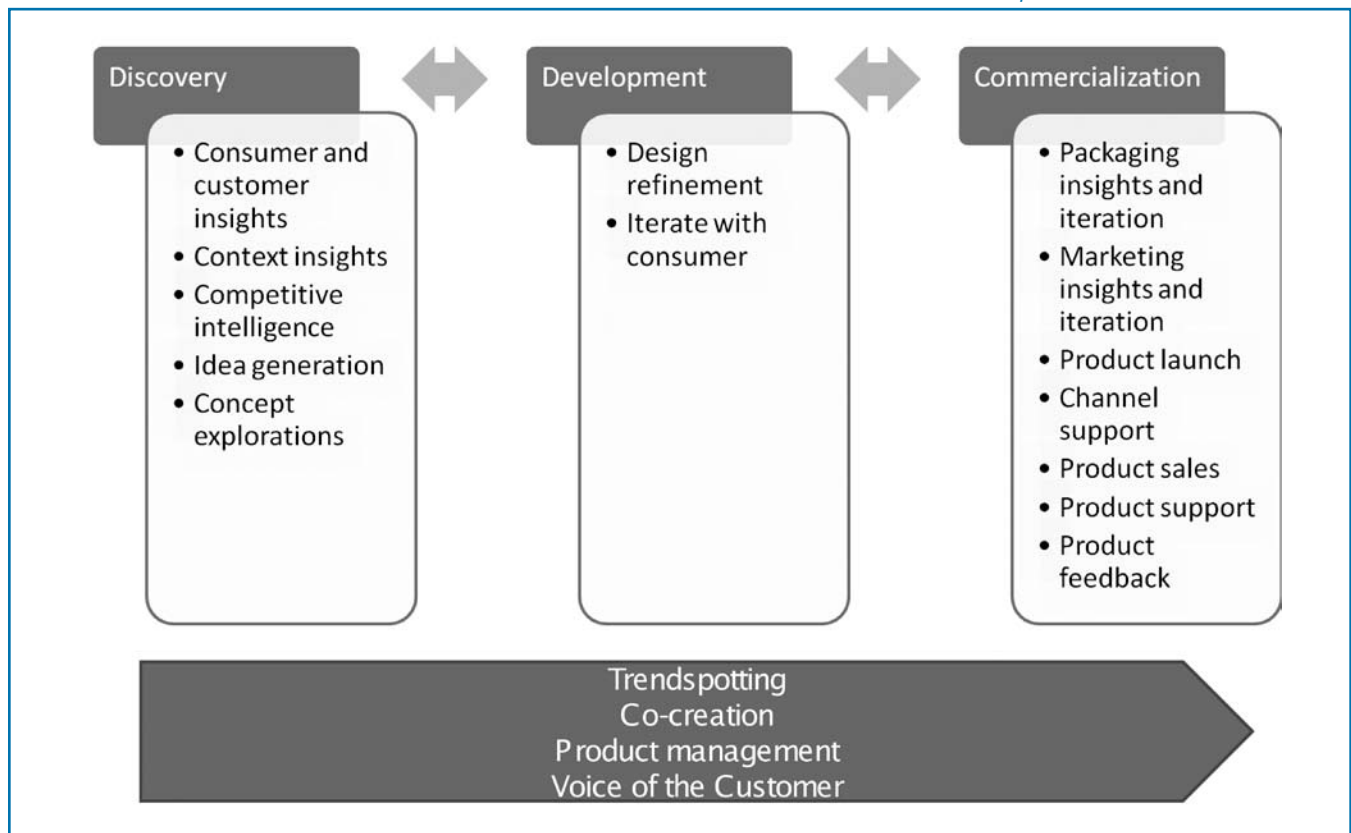 Discovery
• Consumer and
customer
insights
• Context insights
• Competitive
intelligence
• Idea generation
• Concept
explorations
Development
• Design
refinement
• Iterate with
consumer
Commercialization
• Packaging
insights and
iteration
• Marketing
insights and
iteration
• Product launch
• Channel
support
• Product sales
• Product support
• Product
feedback
Trendspotting
Co-creation
Product management
Voice of the Customer